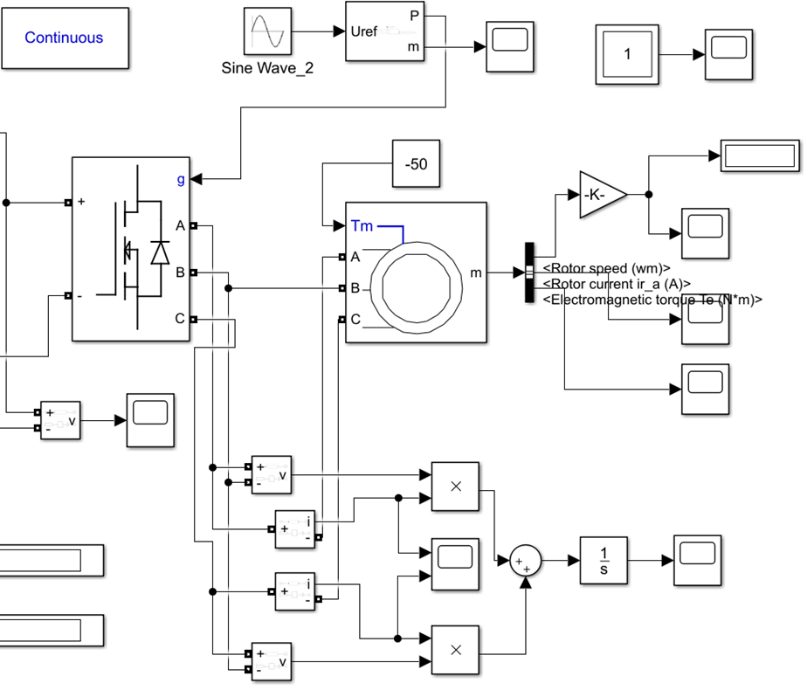 Continuous
Sine Wave_2
Uref
P
m
1
-50
g
+
-
A
B
C
Tm
A
B
C
m
-K-
<Rotor speed (wm)>
<Rotor current ir_a (A)>
<Electromagnetic torque Te (N*m)>
+
-
v
+
-
v
×
i
+
-
+
+
1
s
i
+
-
×
+
-
v